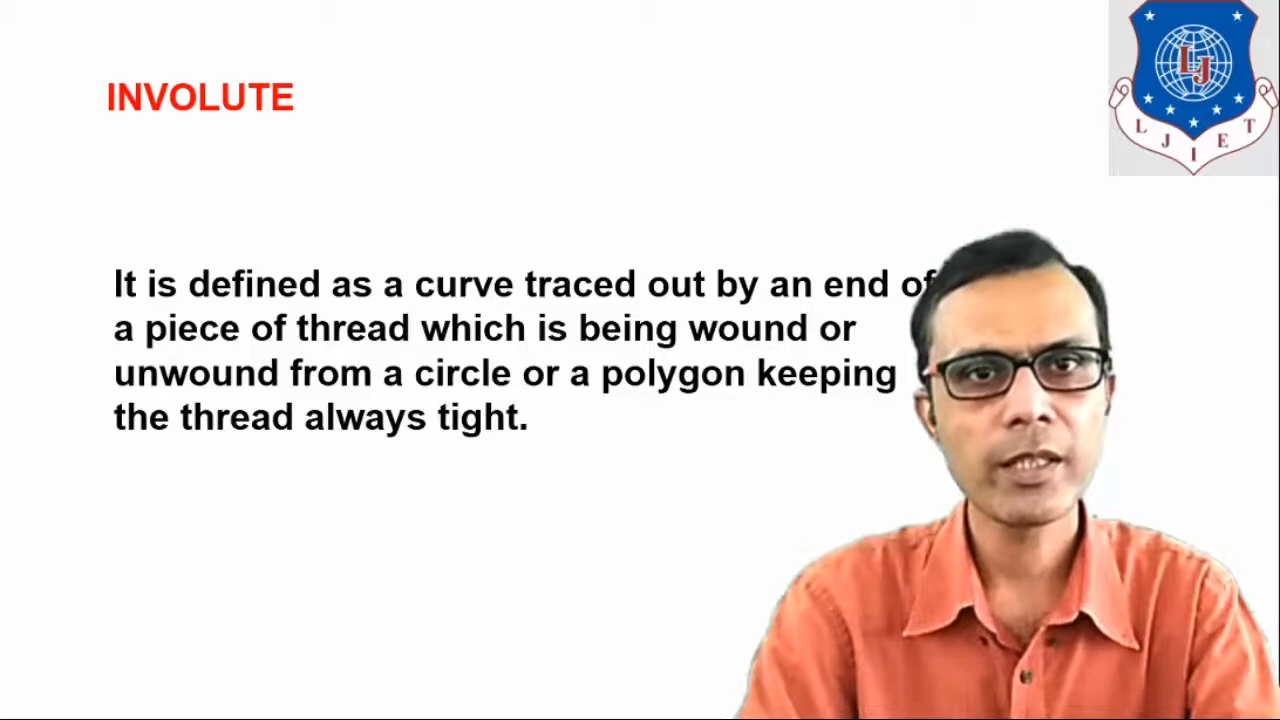 INVOLUTE
It is defined as a curve traced out by an end of
a piece of thread which is being wound or
unwound from a circle or a polygon keeping
the thread always tight.
LJ
L J I E T